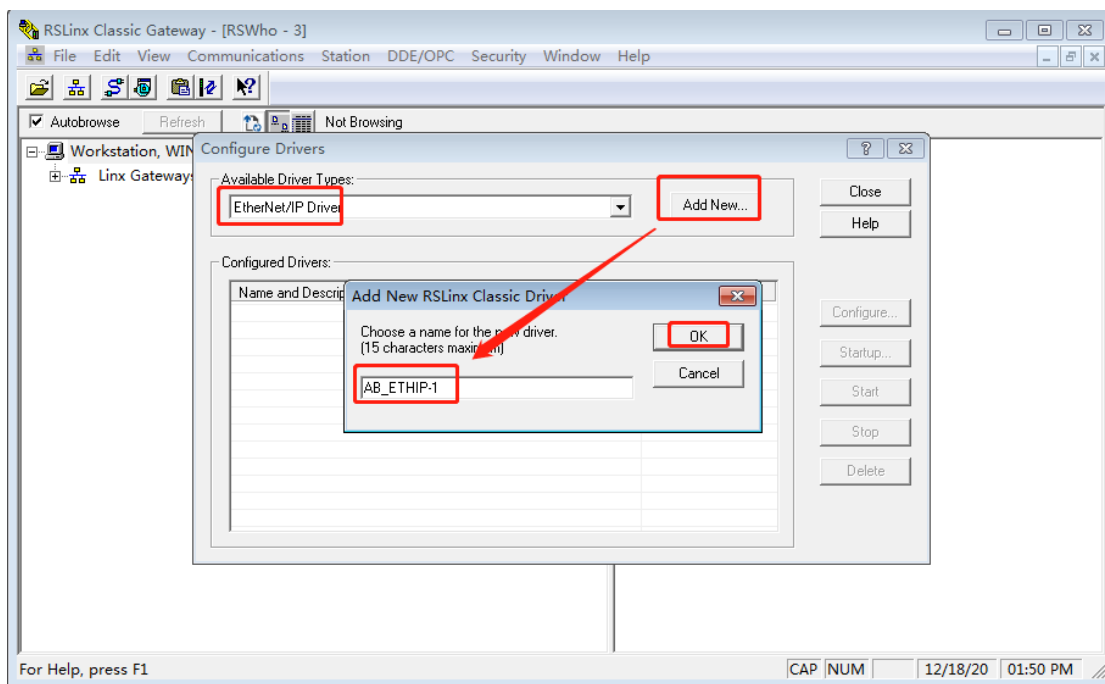 RSLinx Classic Gateway - [RSWho - 3]
File Edit View Communications Station DDE/OPC Security Window Help
Autobrowse Refresh Not Browsing
Workstation, WIN
Linx Gateway
Configure Drivers
Available Driver Types:
EtherNet/IP Driver
Add New...
Close
Help
Configured Drivers:
Name and Descrip
Configure...
Startup...
Start
Stop
Delete
Add New RSLinx Classic Driver
Choose a name for the new driver.
(15 characters maximum)
AB_ETHIP-1
OK
Cancel
For Help, press F1
CAP NUM 12/18/20 01:50 PM